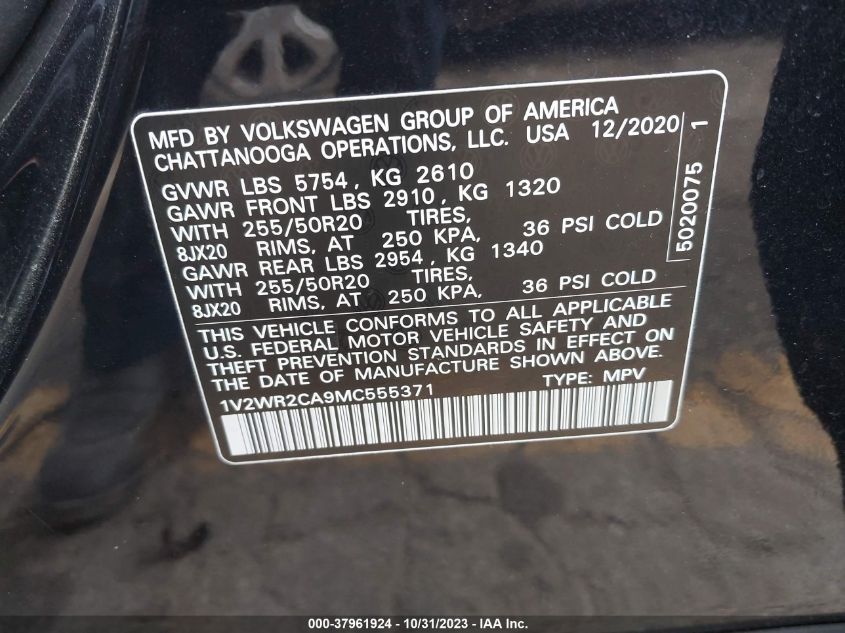 MFD BY VOLKSWAGEN GROUP OF AMERICA
CHATTANOOGA OPERATIONS, LLC. USA 12/2020
GVWR LBS 5754, KG 2610
GAWR FRONT LBS 2910, KG 1320
WITH 255/50R20 TIRES,
8JX20 RIMS, AT 250 KPA, 36 PSI COLD
GAWR REAR LBS 2954, KG 1340
WITH 255/50R20 TIRES,
8JX20 RIMS, AT 250 KPA, 36 PSI COLD
THIS VEHICLE CONFORMS TO ALL APPLICABLE
U.S. FEDERAL MOTOR VEHICLE SAFETY AND
THEFT PREVENTION STANDARDS IN EFFECT ON
THE DATE OF MANUFACTURE SHOWN ABOVE.
1V2WR2CA9MC555371 TYPE: MPV
5020075 1
000-37961924 - 10/31/2023 - IAA Inc.